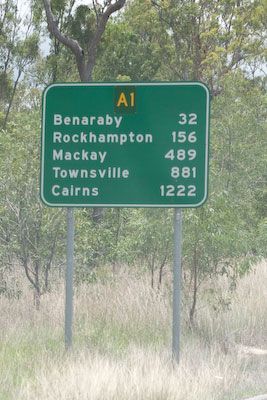 A1
Benaraby 32
Rockhampton 156
Mackay 489
Townsville 881
Cairns 1222